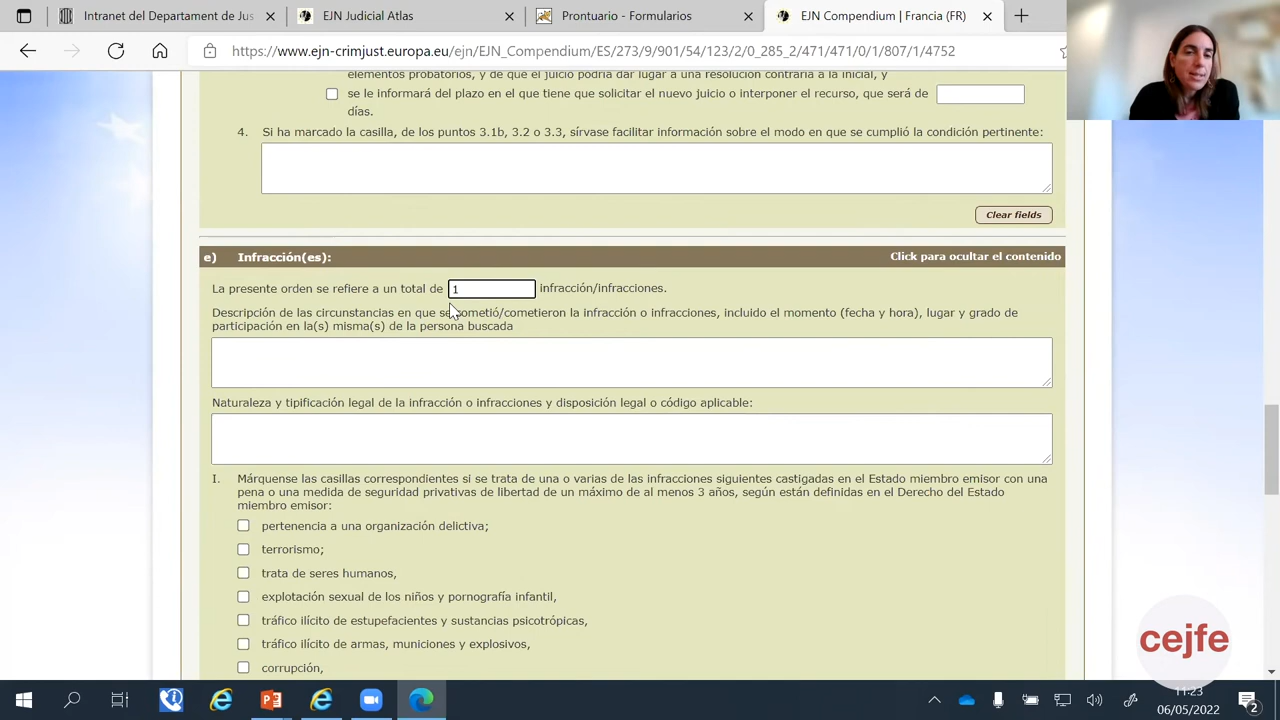 Intranet del Departament de Jus
EJN Judicial Atlas
Prontuario - Formularios
EJN Compendium | Francia (FR)
https://www.ejn-crimjust.europa.eu/ejn/EJN_Compendium/ES/273/9/901/54/123/2/0_285_2/471/471/0/1/807/1/4752
elementos probatorios, y de que el juicio podría dar lugar a una resolución contraria a la inicial, y
se le informará del plazo en el que tiene que solicitar el nuevo juicio o interponer el recurso, que será de
días.
4. Si ha marcado la casilla, de los puntos 3.1b, 3.2 o 3.3, sírvase facilitar información sobre el modo en que se cumplió la condición pertinente:
Clear fields
e) Infracción(es): Click para ocultar el contenido
La presente orden se refiere a un total de 1 infracción/infracciones.
Descripción de las circunstancias en que se cometió/cometieron la infracción o infracciones, incluido el momento (fecha y hora), lugar y grado de
participación en la(s) misma(s) de la persona buscada
Naturaleza y tipificación legal de la infracción o infracciones y disposición legal o código aplicable:
I. Márquense las casillas correspondientes si se trata de una o varias de las infracciones siguientes castigadas en el Estado miembro emisor con una
pena o una medida de seguridad privativas de libertad de un máximo de al menos 3 años, según están definidas en el Derecho del Estado
miembro emisor:
pertenencia a una organización delictiva;
terrorismo;
trata de seres humanos,
explotación sexual de los niños y pornografía infantil,
tráfico ilícito de estupefacientes y sustancias psicotrópicas,
tráfico ilícito de armas, municiones y explosivos,
corrupción,
cejfe
11:23
06/05/2022
2